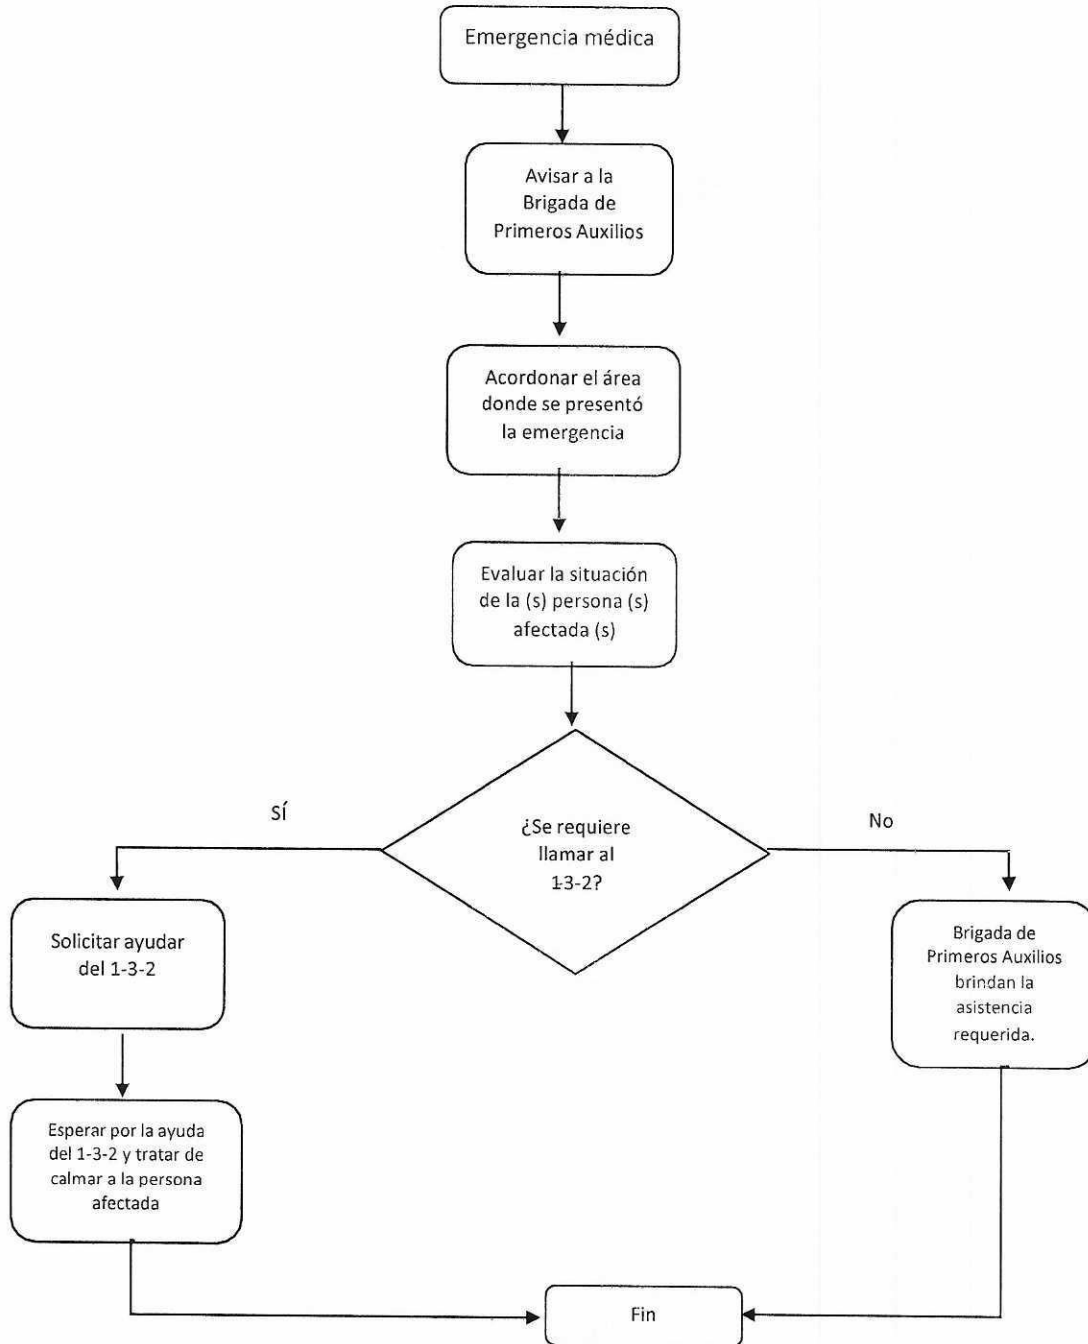 Emergencia médica
Avisar a la
Brigada de
Primeros Auxilios
Acordonar el área
donde se presentó
la emergencia
Evaluar la situación
de la (s) persona (s)
afectada (s)
¿Se requiere
llamar al
1-3-2?
Sí
No
Solicitar ayudar
del 1-3-2
Brigada de
Primeros Auxilios
brindan la
asistencia
requerida.
Esperar por la ayuda
del 1-3-2 y tratar de
calmar a la persona
afectada
Fin